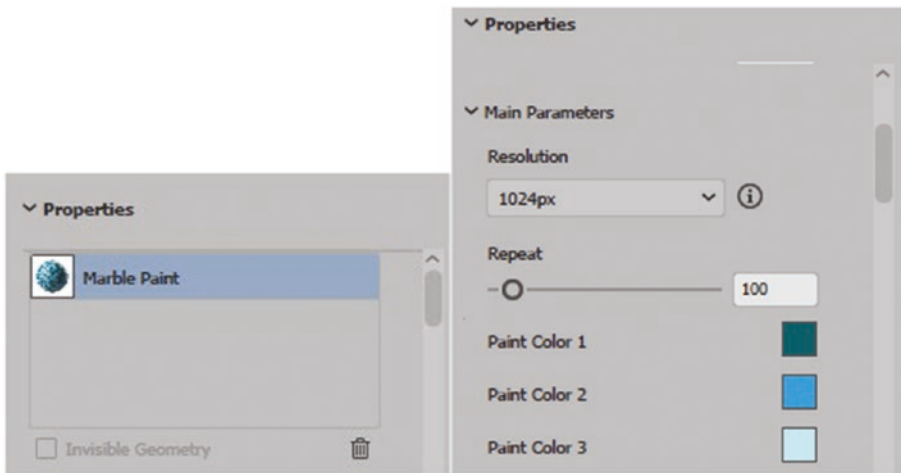 Properties
Marble Paint
Invisible Geometry
Properties
Main Parameters
Resolution
1024px
Repeat
100
Paint Color 1
Paint Color 2
Paint Color 3